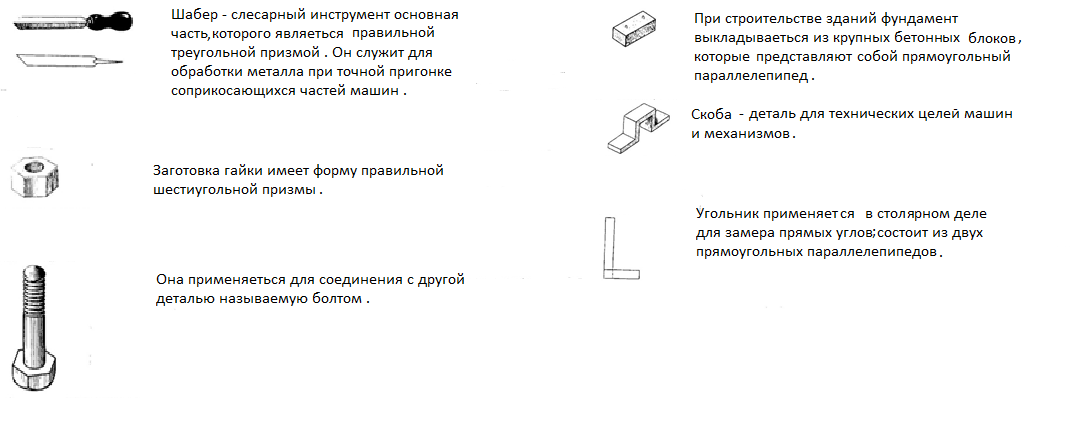 Шабер - слесарный инструмент основная
часть,которого являеться правильной
треугольной призмой . Он служит для
обработки металла при точной пригонке
соприкосающихся частей машин .
Заготовка гайки имеет форму правильной
шестиугольной призмы .
Она применяеться для соединения с другой
деталью называемую болтом .
При строительстве зданий фундамент
выкладываеться из крупных бетонных блоков,
которые представляют собой прямоугольный
параллелепипед .
Скоба - деталь для технических целей машин
и механизмов .
Угольник применяется в столярном деле
для замера прямых углов;состоит из двух
прямоугольных параллелепипедов .